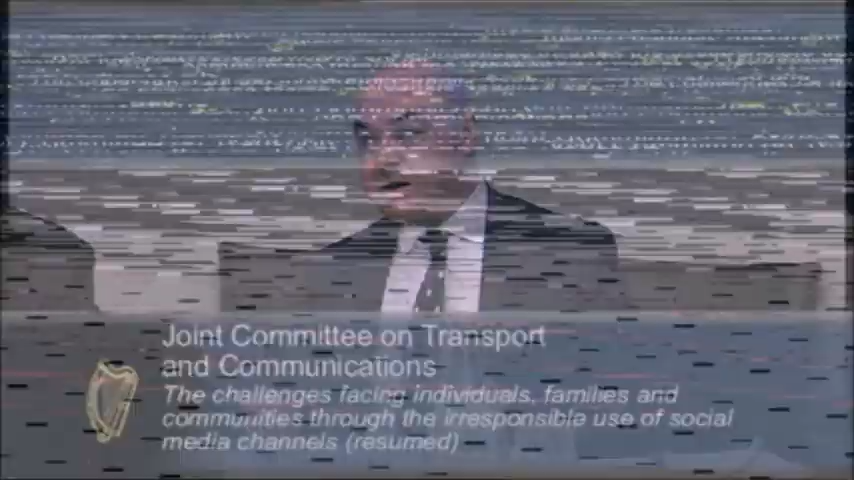 Joint Committee on Transport
and Communications
The challenges facing individuals, families and
communities through the irresponsible use of social
media channels (resumed)